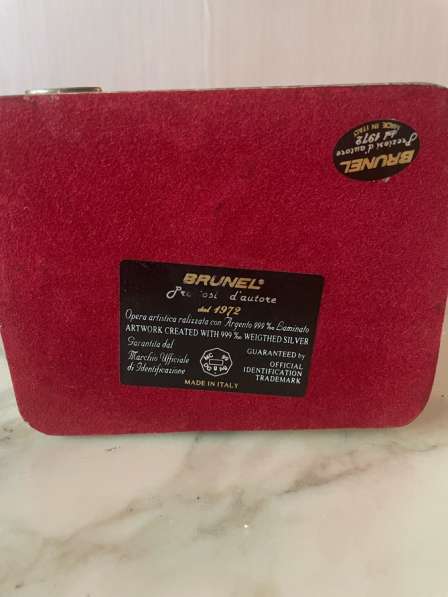 BRUNEL®
Preziosi d'autore
dal 1972
Opera artistica ralizzata con Argento 999 ‰ Laminato
ARTWORK CREATED WITH 999 ‰ WEIGTHED SILVER
Garantita dal
Marchio Ufficiale
di Identificazione
GUARANTEED by
OFFICIAL
IDENTIFICATION
TRADEMARK
MADE IN ITALY
BRUNEL
Preziosi d'autore
dal 1972
MADE IN ITALY